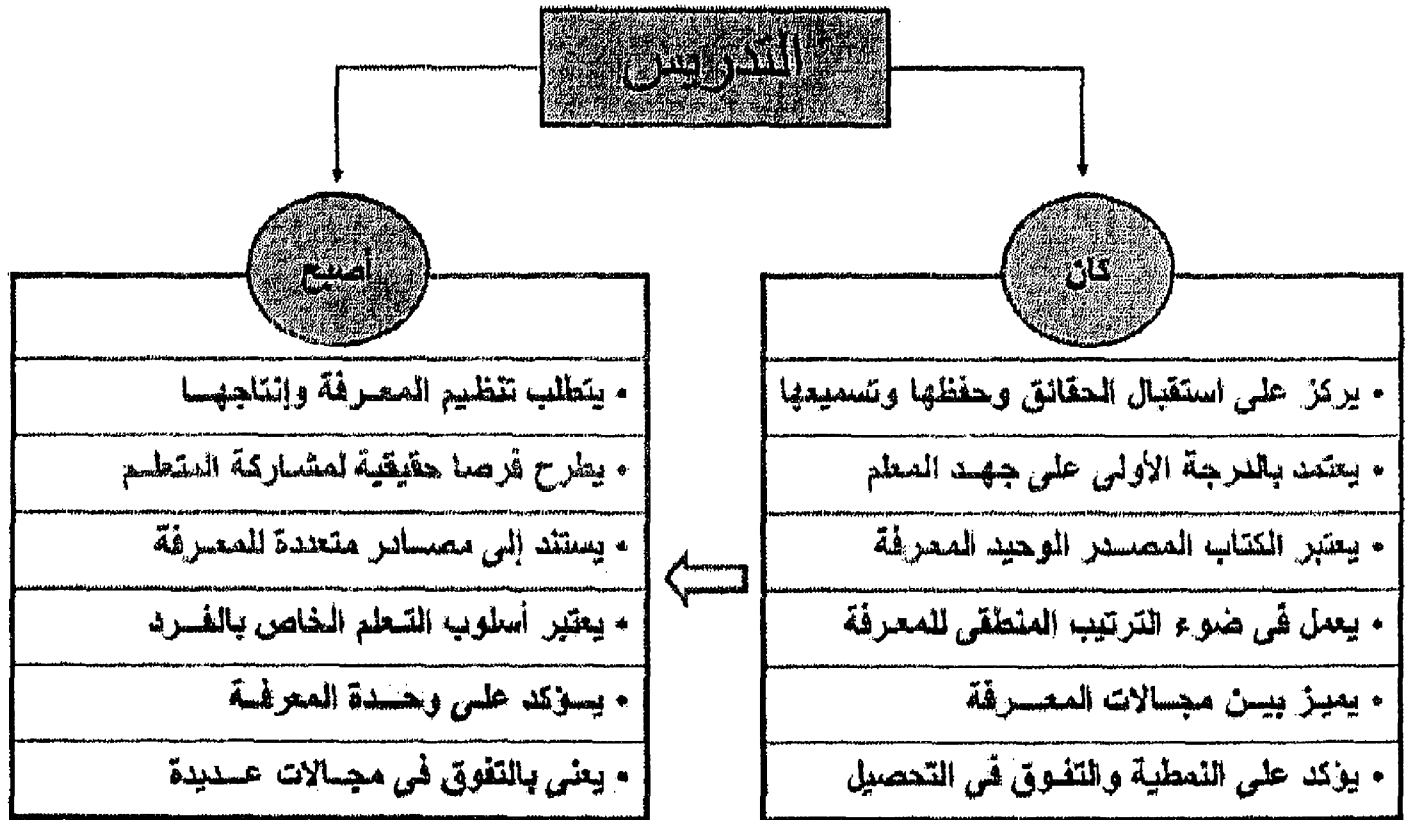 التدريس
كان
• يركز على استقبال الحقائق وحفظها وتسميعها
• يعتمد بالدرجة الأولى على جهد المعلم
• يعتبر الكتاب المصدر الوحيد المعرفة
• يعمل في ضوء الترتيب المنطقى للمعرفة
• يميز بين مجالات المعرفة
• يؤكد على النمطية والتفوق في التحصيل
أصبح
• يتطلب تنظيم المعرفة وإنتاجها
• يطرح فرصا حقيقية لمشاركة المتعلم
• يستند إلى مصادر متعددة للمعرفة
• يعتبر أسلوب التعلم الخاص بالفرد
• يؤكد على وحدة المعرفة
• يعنى بالتفوق في مجالات عديدة